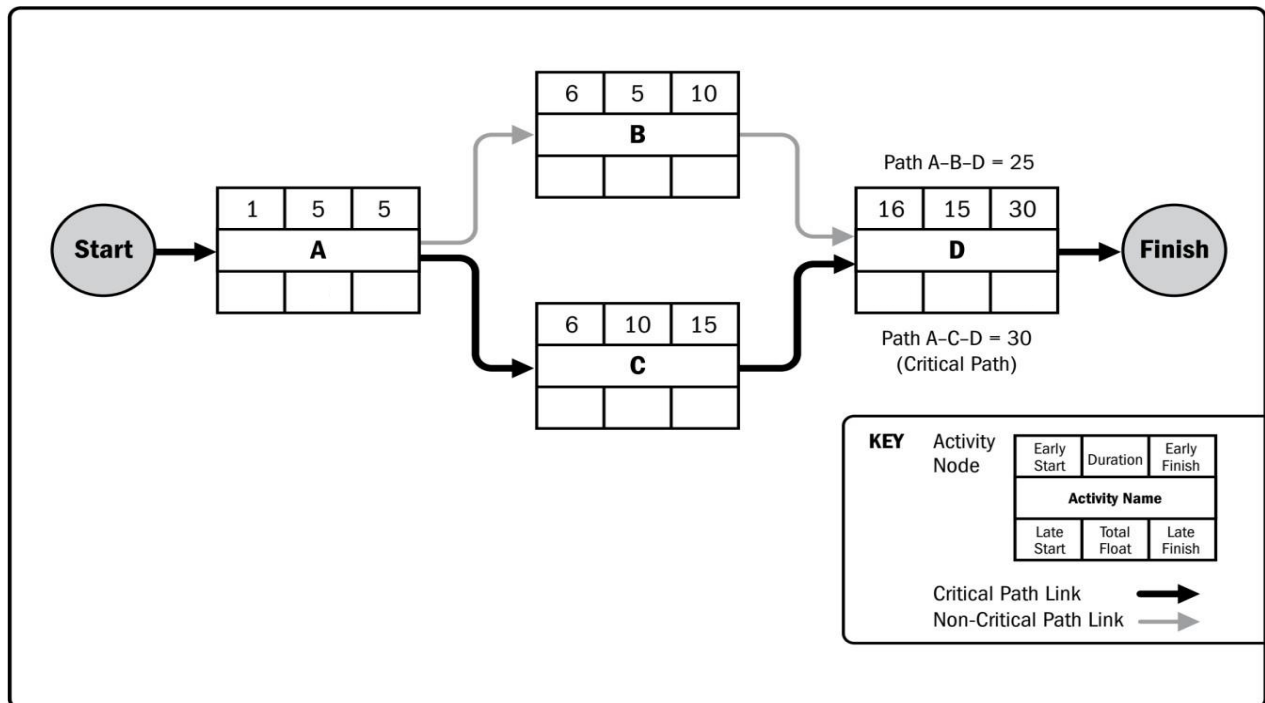 6 5 10
B
Path A–B–D = 25
1 5 5
16 15 30
Start
A
D
Finish
6 10 15
C
Path A–C–D = 30
(Critical Path)
KEY
Activity
Node
Early
Start
Duration
Early
Finish
Activity Name
Late
Start
Total
Float
Late
Finish
Critical Path Link
Non-Critical Path Link